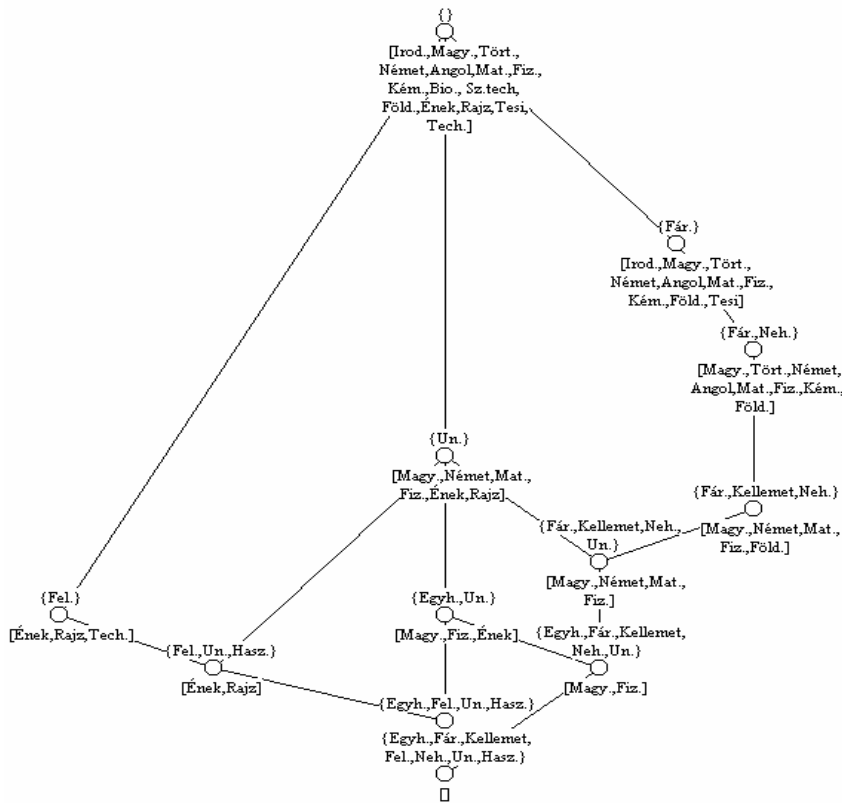 {}
[Irod.,Magy.,Tört.,
Német,Angol,Mat.,Fiz.,
Kém.,Bio., Sz.tech,
Föld.,Ének,Rajz,Tesi,
Tech.]
{Fár.}
[Irod.,Magy.,Tört.,
Német,Angol,Mat.,Fiz.,
Kém.,Föld.,Tesi]
{Fár.,Neh.}
[Magy.,Tört.,Német,
Angol,Mat.,Fiz.,Kém.,
Föld.]
{Un.}
[Magy.,Német,Mat.,
Fiz.,Ének,Rajz]
{Fár.,Kellemet,Neh.}
[Magy.,Német,Mat.,
Fiz.,Föld.]
{Fár.,Kellemet,Neh.,
Un.}
[Magy.,Német,Mat.,
Fiz.]
{Fel.}
[Ének,Rajz,Tech.]
{Egyh.,Un.}
[Magy.,Fiz.,Ének]
{Egyh.,Fár.,Kellemet,
Neh.,Un.}
[Magy.,Fiz.]
{Fel.,Un.,Hasz.}
[Ének,Rajz]
{Egyh.,Fel.,Un.,Hasz.}
{Egyh.,Fár.,Kellemet,
Fel.,Neh.,Un.,Hasz.}
[]